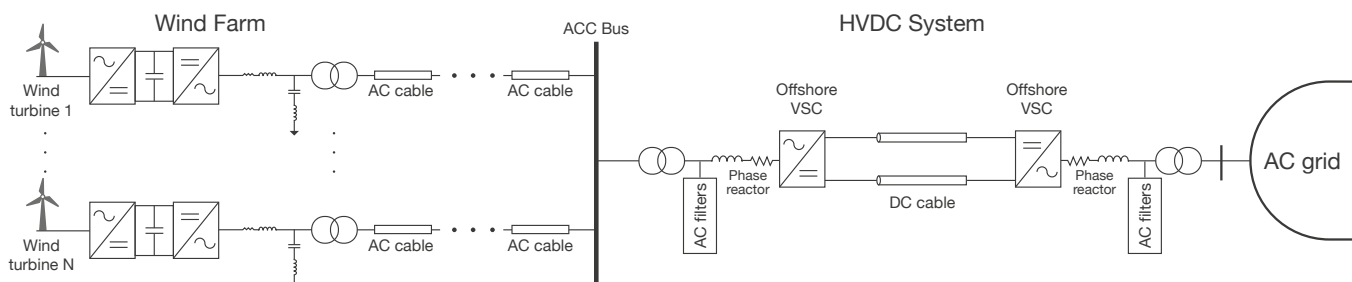 Wind Farm
ACC Bus
HVDC System
Wind
turbine 1
AC cable
AC cable
Offshore
VSC
Offshore
VSC
Phase
reactor
AC filters
DC cable
Phase
reactor
AC filters
AC grid
Wind
turbine N
AC cable
AC cable